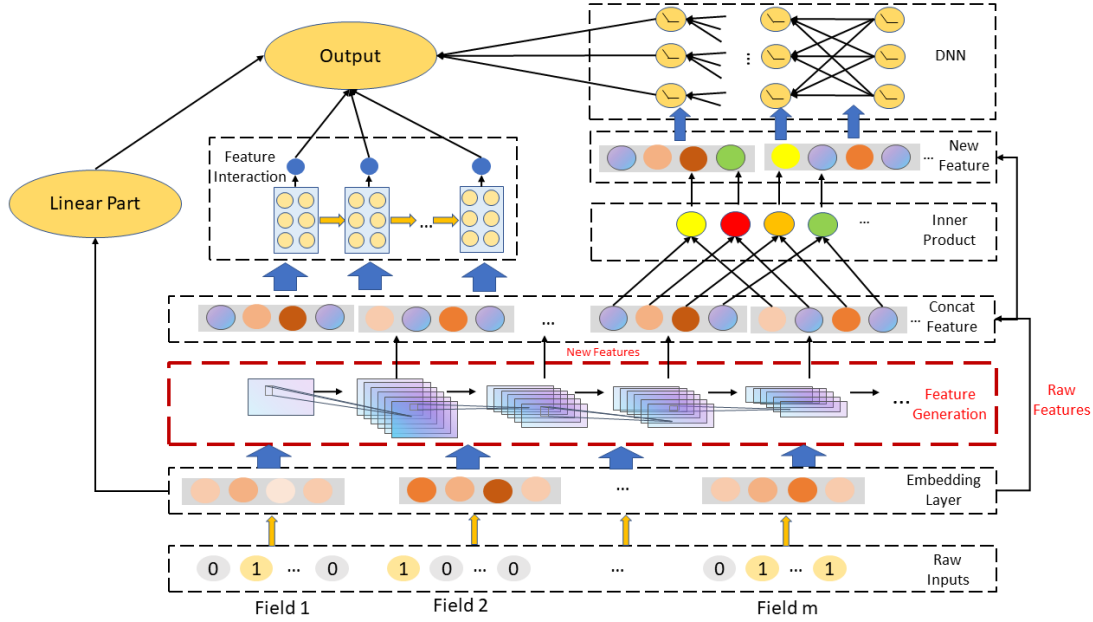 Output
DNN
Feature
Interaction
New
Feature
...
Linear Part
...
Inner
Product
...
Concat
Feature
...
...
New Features
Feature
Generation
...
Raw
Features
Embedding
Layer
...
0 1 ... 0
1 0 ... 0
...
0 1 ... 1
Raw
Inputs
Field 1
Field 2
Field m